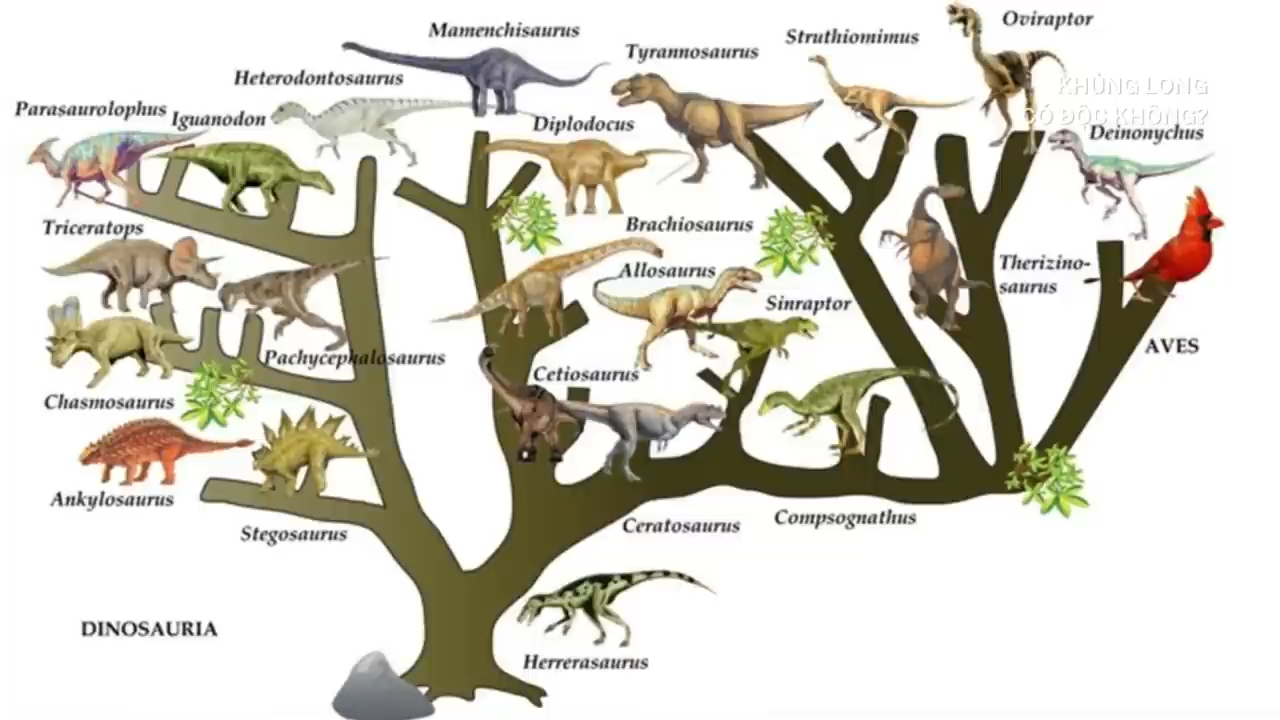 Oviraptor
Mamenchisaurus
Struthiomimus
Tyrannosaurus
Heterodontosaurus
KHỦNG LONG
CÓ ĐỘC KHÔNG?
Parasaurolophus
Iguanodon
Diplodocus
Deinonychus
Triceratops
Brachiosaurus
Allosaurus
Therizino-
saurus
Sinraptor
AVES
Pachycephalosaurus
Cetiosaurus
Chasmosaurus
Ankylosaurus
Stegosaurus
Ceratosaurus
Compsognathus
DINOSAURIA
Herrerasaurus